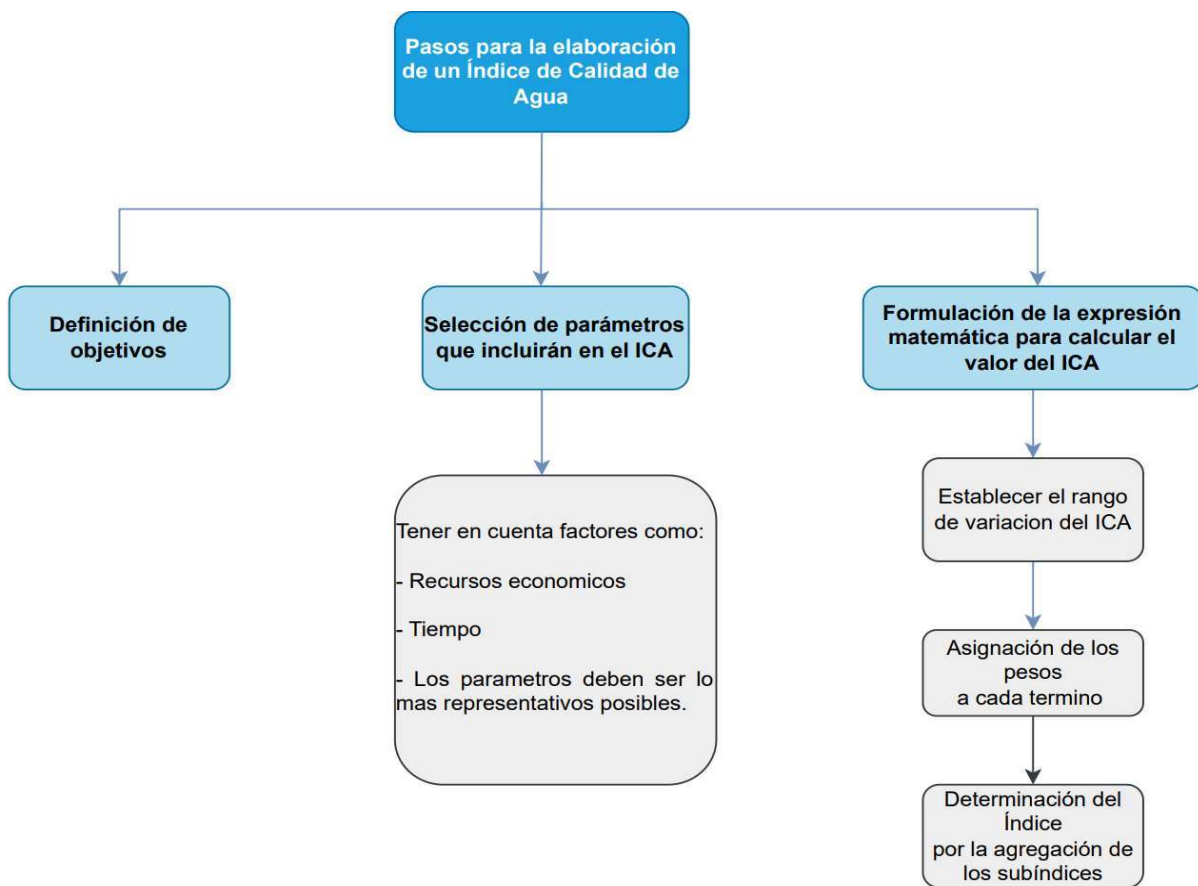 Pasos para la elaboración
de un Índice de Calidad de
Agua
Definición de
objetivos
Selección de parámetros
que incluirán en el ICA
Formulación de la expresión
matemática para calcular el
valor del ICA
Tener en cuenta factores como:
- Recursos economicos
- Tiempo
- Los parametros deben ser lo
mas representativos posibles.
Establecer el rango
de variacion del ICA
Asignación de los
pesos
a cada termino
Determinación del
Índice
por la agregación de
los subíndices